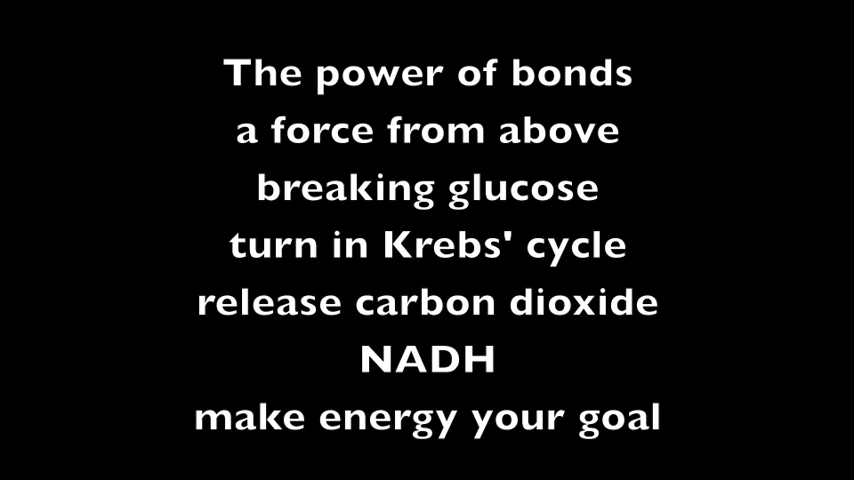 The power of bonds
a force from above
breaking glucose
turn in Krebs' cycle
release carbon dioxide
NADH
make energy your goal